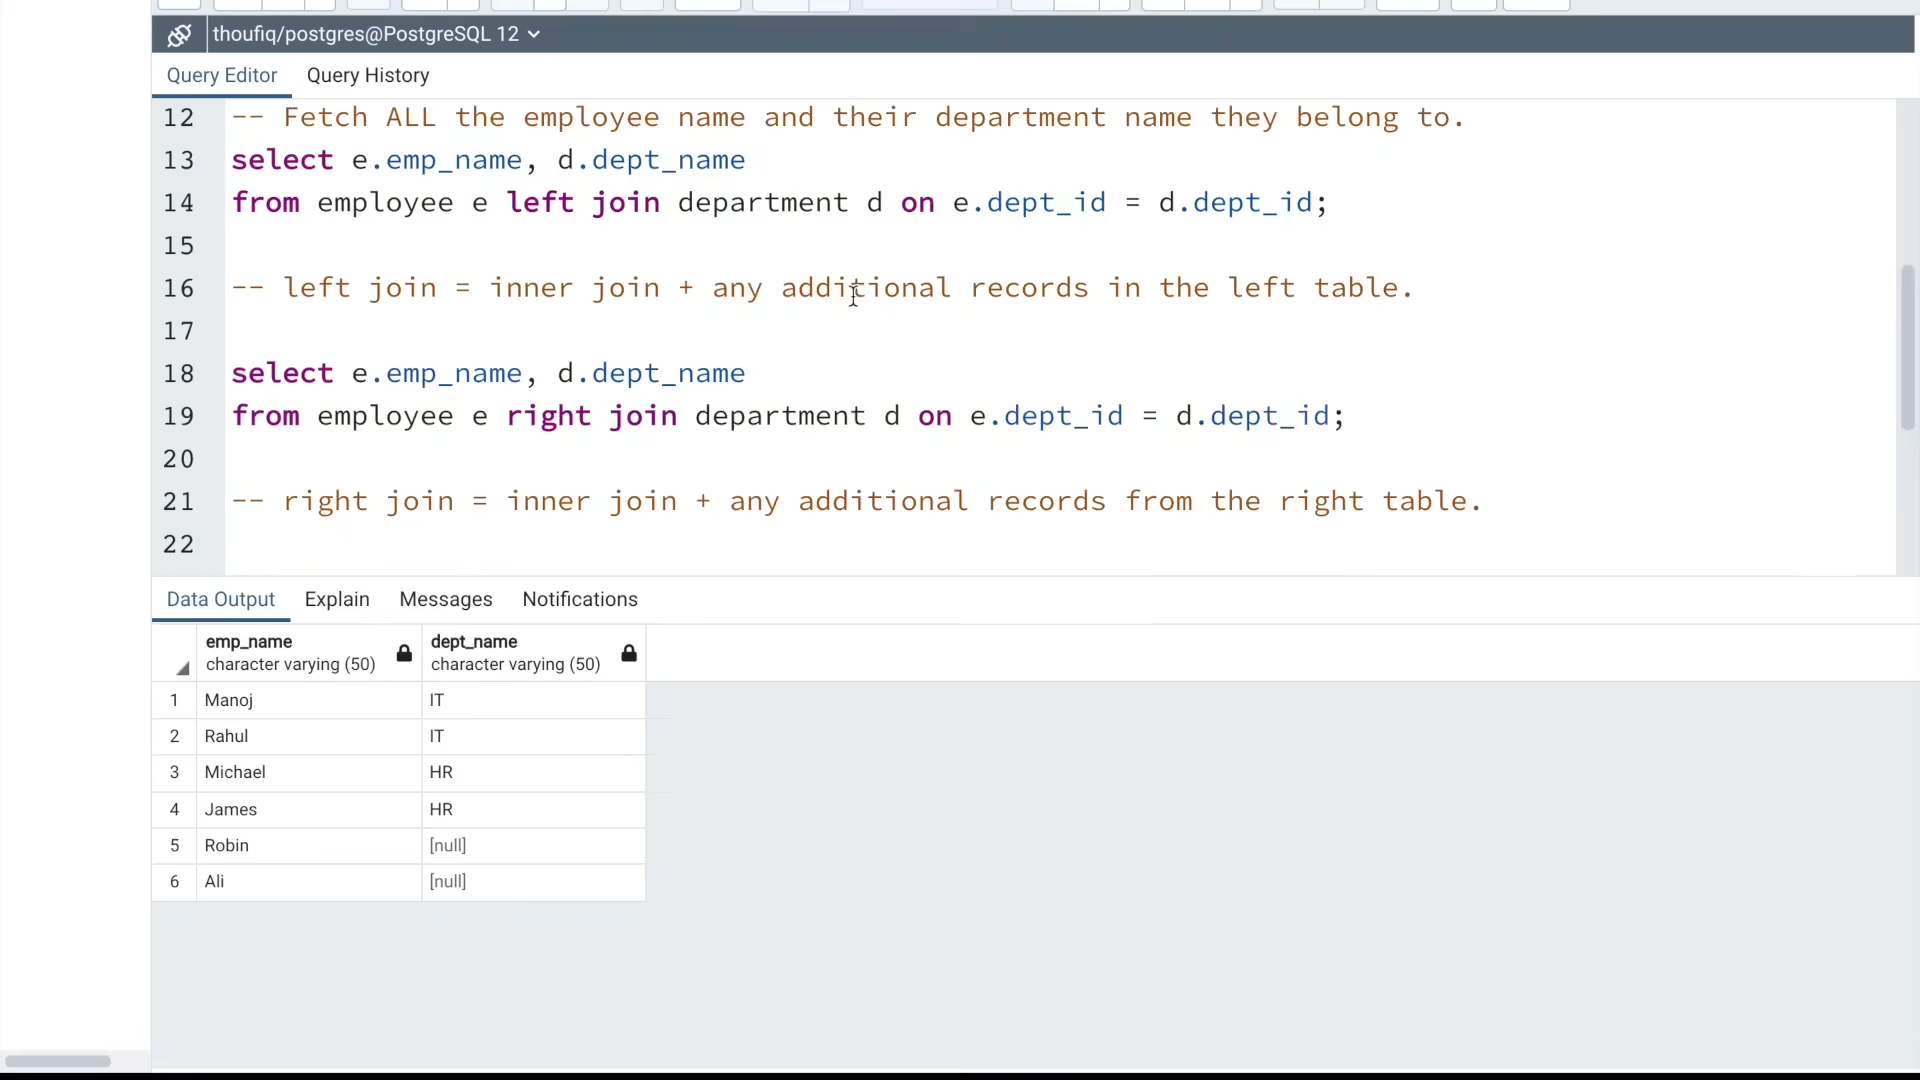 thoufiq/postgres@PostgreSQL 12
Query Editor Query History
12 -- Fetch ALL the employee name and their department name they belong to.
13 select e.emp_name, d.dept_name
14 from employee e left join department d on e.dept_id = d.dept_id;
15
16 -- left join = inner join + any additional records in the left table.
17
18 select e.emp_name, d.dept_name
19 from employee e right join department d on e.dept_id = d.dept_id;
20
21 -- right join = inner join + any additional records from the right table.
22
Data Output Explain Messages Notifications
emp_name dept_name
character varying (50) character varying (50)
1 Manoj IT
2 Rahul IT
3 Michael HR
4 James HR
5 Robin [null]
6 Ali [null]